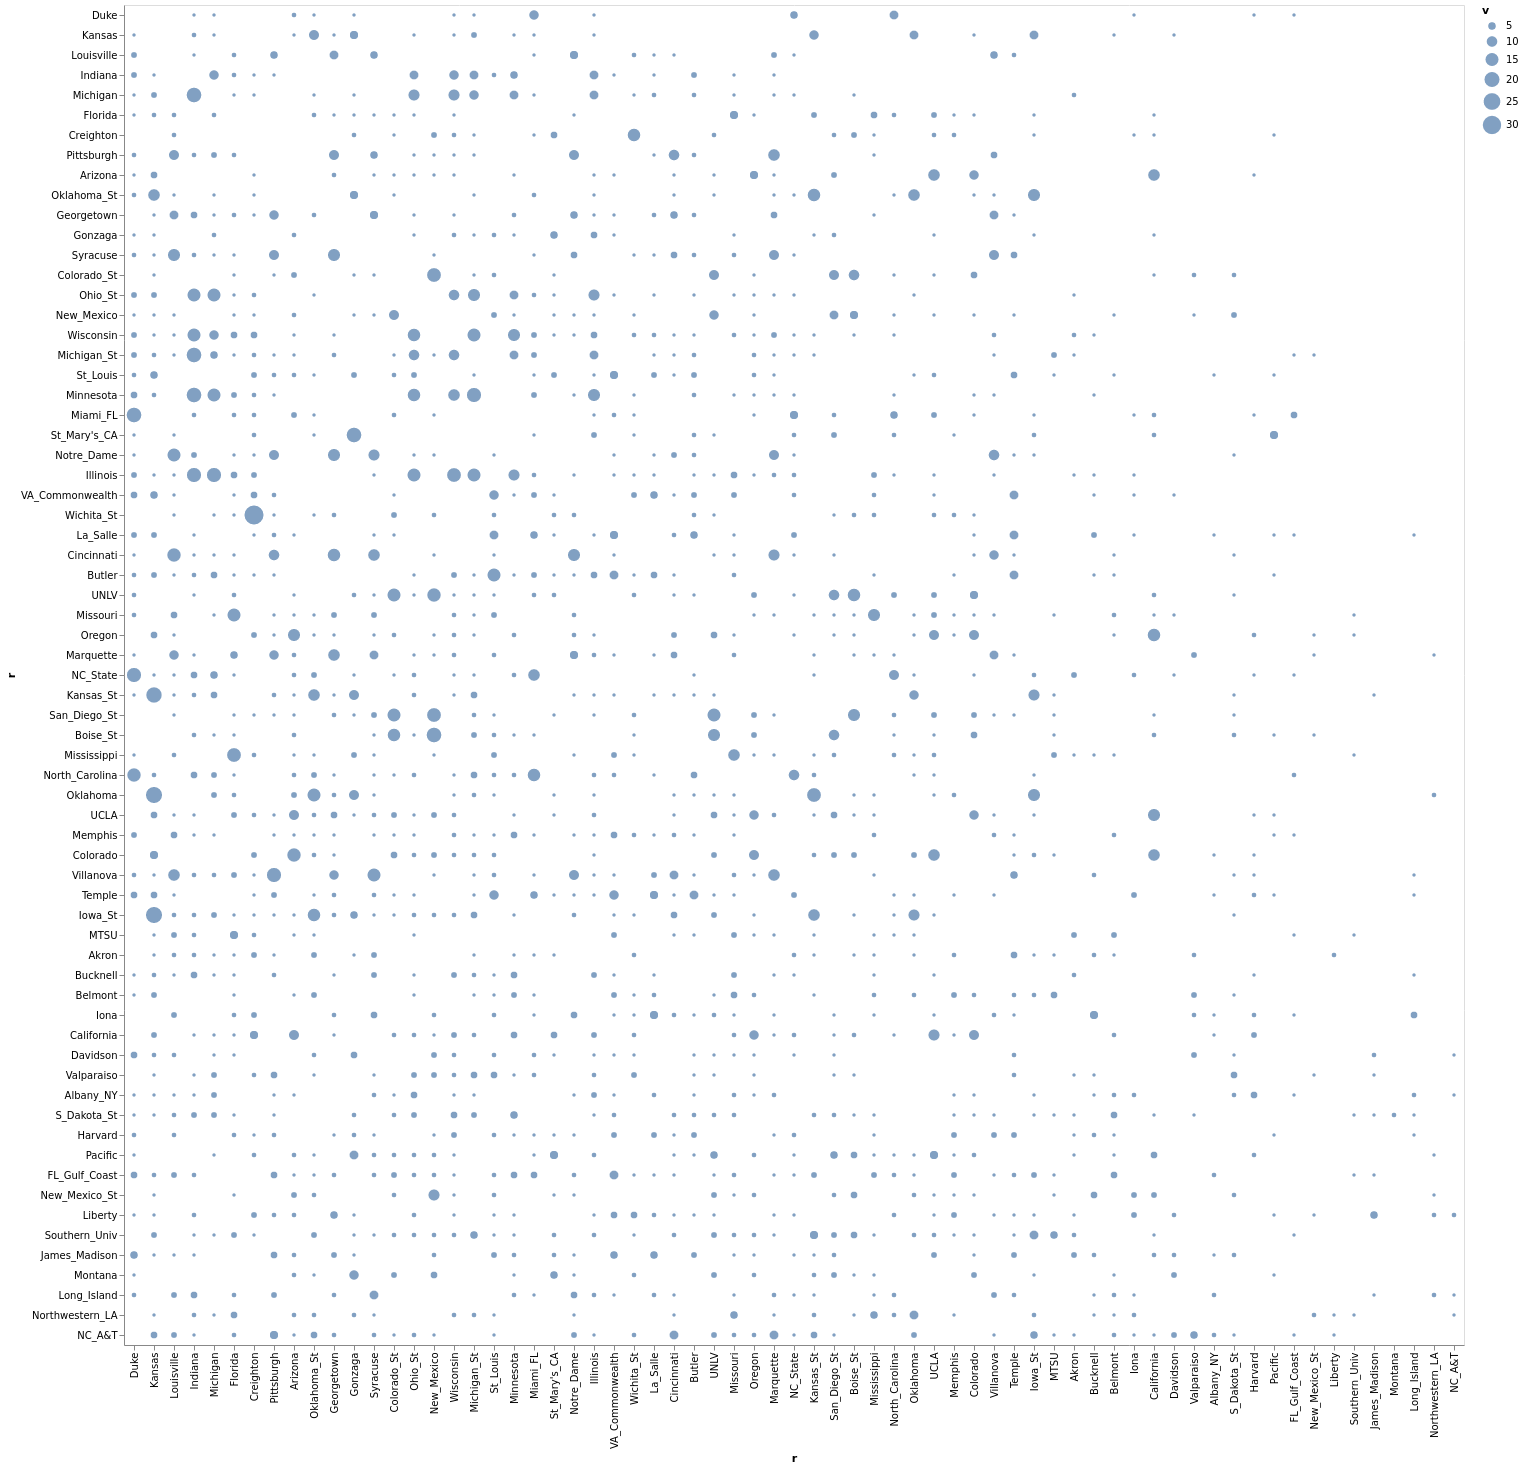 v
5
10
15
20
25
30
r
Duke
Kansas
Louisville
Indiana
Michigan
Florida
Creighton
Pittsburgh
Arizona
Oklahoma_St
Georgetown
Gonzaga
Syracuse
Colorado_St
Ohio_St
New_Mexico
Wisconsin
Michigan_St
St_Louis
Minnesota
Miami_FL
St_Mary's_CA
Notre_Dame
Illinois
VA_Commonwealth
Wichita_St
La_Salle
Cincinnati
Butler
UNLV
Missouri
Oregon
Marquette
NC_State
Kansas_St
San_Diego_St
Boise_St
Mississippi
North_Carolina
Oklahoma
UCLA
Memphis
Colorado
Villanova
Temple
Iowa_St
MTSU
Akron
Bucknell
Belmont
Iona
California
Davidson
Valparaiso
Albany_NY
S_Dakota_St
Harvard
Pacific
FL_Gulf_Coast
New_Mexico_St
Liberty
Southern_Univ
James_Madison
Montana
Long_Island
Northwestern_LA
NC_A&T
Duke
Kansas
Louisville
Indiana
Michigan
Florida
Creighton
Pittsburgh
Arizona
Oklahoma_St
Georgetown
Gonzaga
Syracuse
Colorado_St
Ohio_St
New_Mexico
Wisconsin
Michigan_St
St_Louis
Minnesota
Miami_FL
St_Mary's_CA
Notre_Dame
Illinois
VA_Commonwealth
Wichita_St
La_Salle
Cincinnati
Butler
UNLV
Missouri
Oregon
Marquette
NC_State
Kansas_St
San_Diego_St
Boise_St
Mississippi
North_Carolina
Oklahoma
UCLA
Memphis
Colorado
Villanova
Temple
Iowa_St
MTSU
Akron
Bucknell
Belmont
Iona
California
Davidson
Valparaiso
Albany_NY
S_Dakota_St
Harvard
Pacific
FL_Gulf_Coast
New_Mexico_St
Liberty
Southern_Univ
James_Madison
Montana
Long_Island
Northwestern_LA
NC_A&T
r